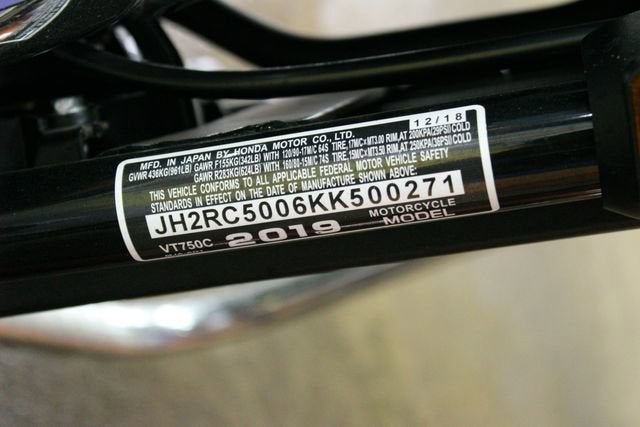 12/18
MFD. IN JAPAN BY HONDA MOTOR CO., LTD.
GVWR 436KG(961LB) GAWR F155KG(342LB) WITH 120/90-17M/C 64S TIRE, 17M/C×MT3.00 RIM, AT 200KPA(29PSI) COLD
GAWR R283KG(624LB) WITH 160/80-15M/C 74S TIRE, 15M/C×MT3.50 RIM, AT 250KPA(36PSI) COLD
THIS VEHICLE CONFORMS TO ALL APPLICABLE FEDERAL MOTOR VEHICLE SAFETY
STANDARDS IN EFFECT ON THE DATE OF MANUFACTURE SHOWN ABOVE:
JH2RC5006KK500271
VT750C 2019 MOTORCYCLE MODEL